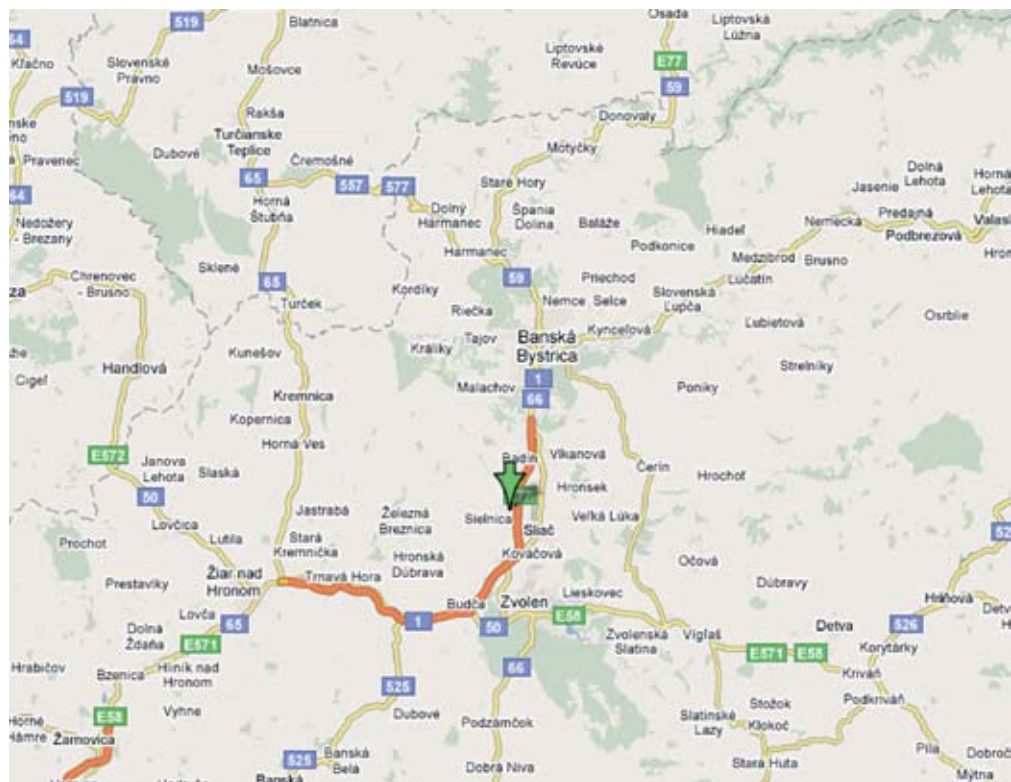 519
Blatnica
Osada
Liptovská
Lúžna
Kľačno
Slovenské
Pravno
Liptovské
Revúce
E77
Mošovce
59
519
Rakša
Donovaly
Turčianske
Teplice
Motyčky
Pravenec
Dubové
Čremošné
Dolná
Lehota
Horná
Lehota
65
557
577
Staré Hory
Jasenie
Horná
Štubňa
Dolný
Harmanec
Špania
Dolina
Baláže
Hiadeľ
Nemecká
Predajná
Podbrezová
Nedožery
- Brezany
Harmanec
Podkonice
Medzibrod
Brusno
Sklené
59
Priechod
Lučatín
Chrenovec
- Brusno
65
Kordíky
Nemce
Selce
Slovenská
Ľupča
Turček
Riečka
Ľubietová
Osrblie
Kynceľová
Tajov
Banská
Bystrica
Kunešov
Králiky
Handlová
Strelníky
Cigeľ
1
Malachov
Poniky
66
Kremnica
Kopernica
Horná Ves
E572
Badín
Vlkanová
Janova
Lehota
Slaská
Čerín
Hrochoť
50
Hronsek
Jastrabá
Železná
Breznica
Sielnica
Veľká Lúka
Lovčica
Sliač
Prochot
Lutila
Stará
Kremnička
Kováčová
Hronská
Dúbrava
Očová
Žiar nad
Hronom
Trnavá Hora
Prestavlky
Dúbravy
Lieskovec
Budča
Zvolen
Hriňová
Lovča
E58
65
1
50
Dolná
Ždaňa
Detva
526
Zvolenská
Slatina
Vígľaš
E571
E571
E58
Korytárky
Hrabičov
Bzenica
Hliník nad
Hronom
66
Kriváň
525
Vyhne
Stožok
Podkriváň
E58
Dubové
Podzámčok
Slatinské
Lazy
Klokoč
Horné
Hámre
Žarnovica
Banská
Belá
Píla
525
Stará Huta
Banská
Dobrá Niva
Mýtna